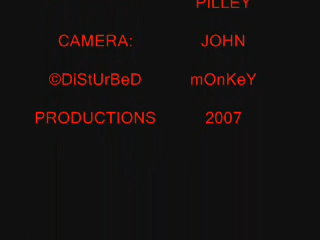 PILLEY
CAMERA: JOHN
©DiStUrBeD mOnKeY
PRODUCTIONS 2007